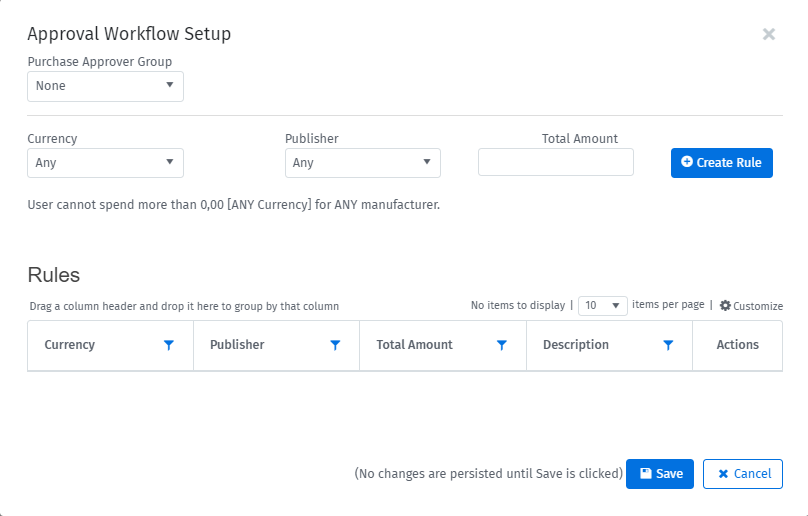 Approval Workflow Setup
Purchase Approver Group
None
Currency Publisher Total Amount
Any Any Create Rule
User cannot spend more than 0,00 [ANY Currency] for ANY manufacturer.
Rules
Drag a column header and drop it here to group by that column No items to display | 10 items per page | Customize
Currency Publisher Total Amount Description Actions
(No changes are persisted until Save is clicked) Save Cancel